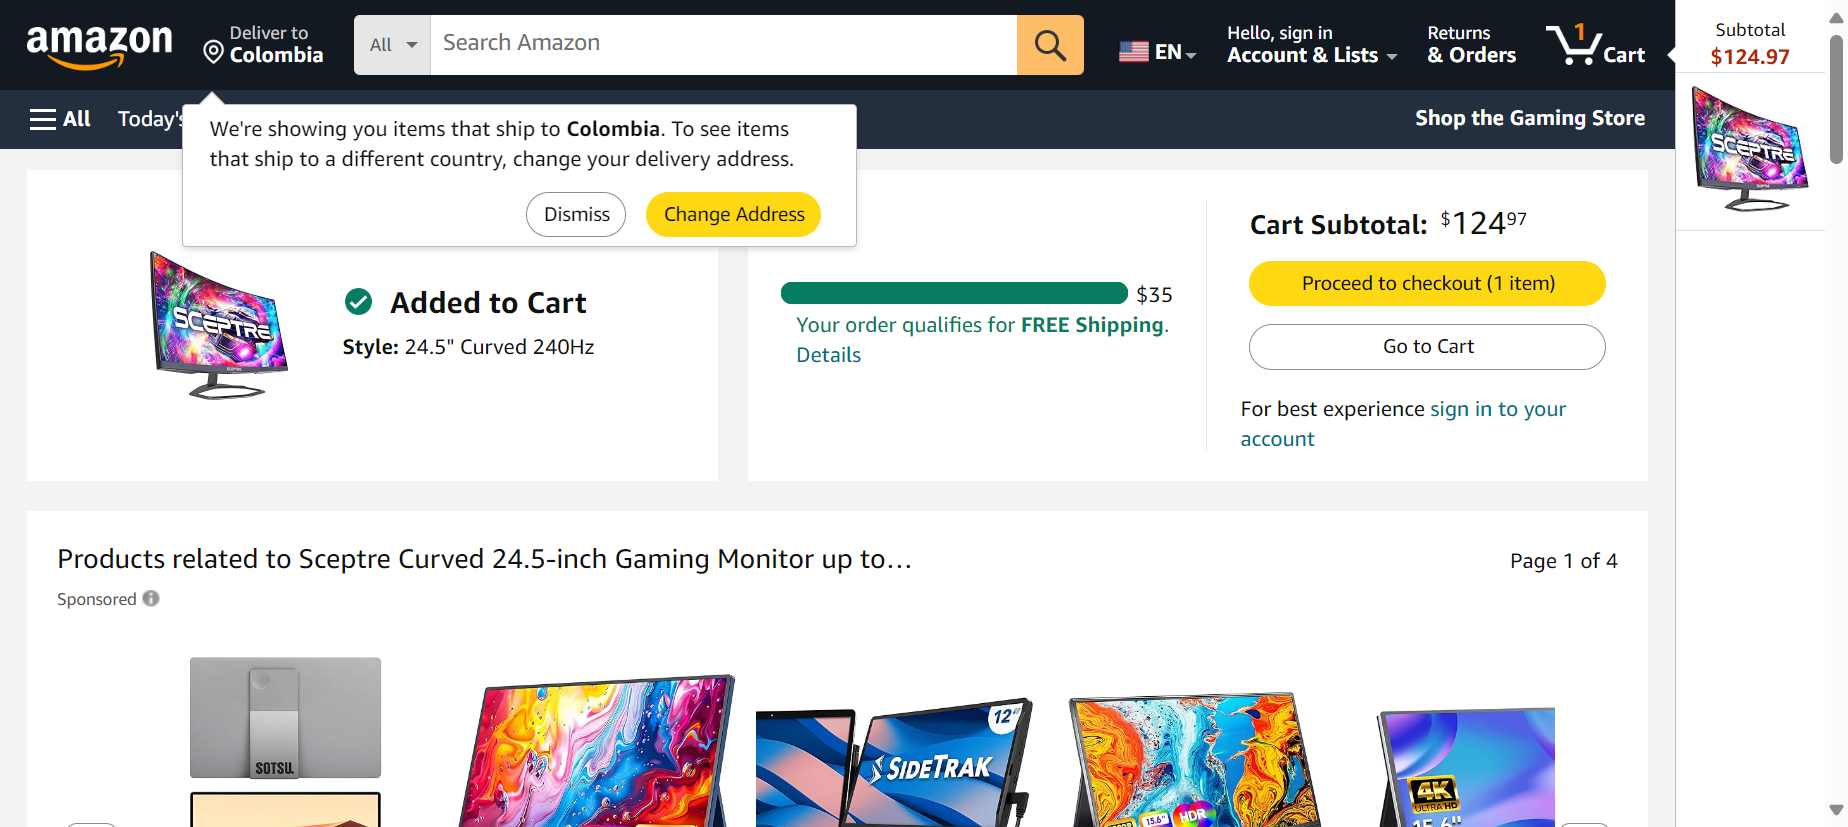 amazon
Deliver to
Colombia
All
Search Amazon
EN
Hello, sign in
Account & Lists
Returns
& Orders
1
Cart
Subtotal
$124.97
All
Today's
Shop the Gaming Store
We're showing you items that ship to Colombia. To see items
that ship to a different country, change your delivery address.
Dismiss
Change Address
SCEPTRE
SCEPTRE
Added to Cart
Style: 24.5" Curved 240Hz
$35
Your order qualifies for FREE Shipping.
Details
Cart Subtotal: $124.97
Proceed to checkout (1 item)
Go to Cart
For best experience sign in to your
account
Products related to Sceptre Curved 24.5-inch Gaming Monitor up to…
Page 1 of 4
Sponsored
SOTSU.
12"
SIDETRAK
15.6"
HDR
4K
ULTRA HD
15.6"